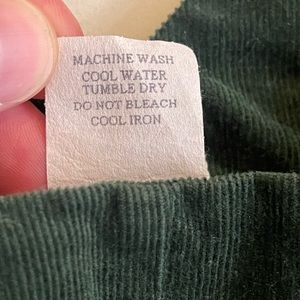 MACHINE WASH
COOL WATER
TUMBLE DRY
DO NOT BLEACH
COOL IRON